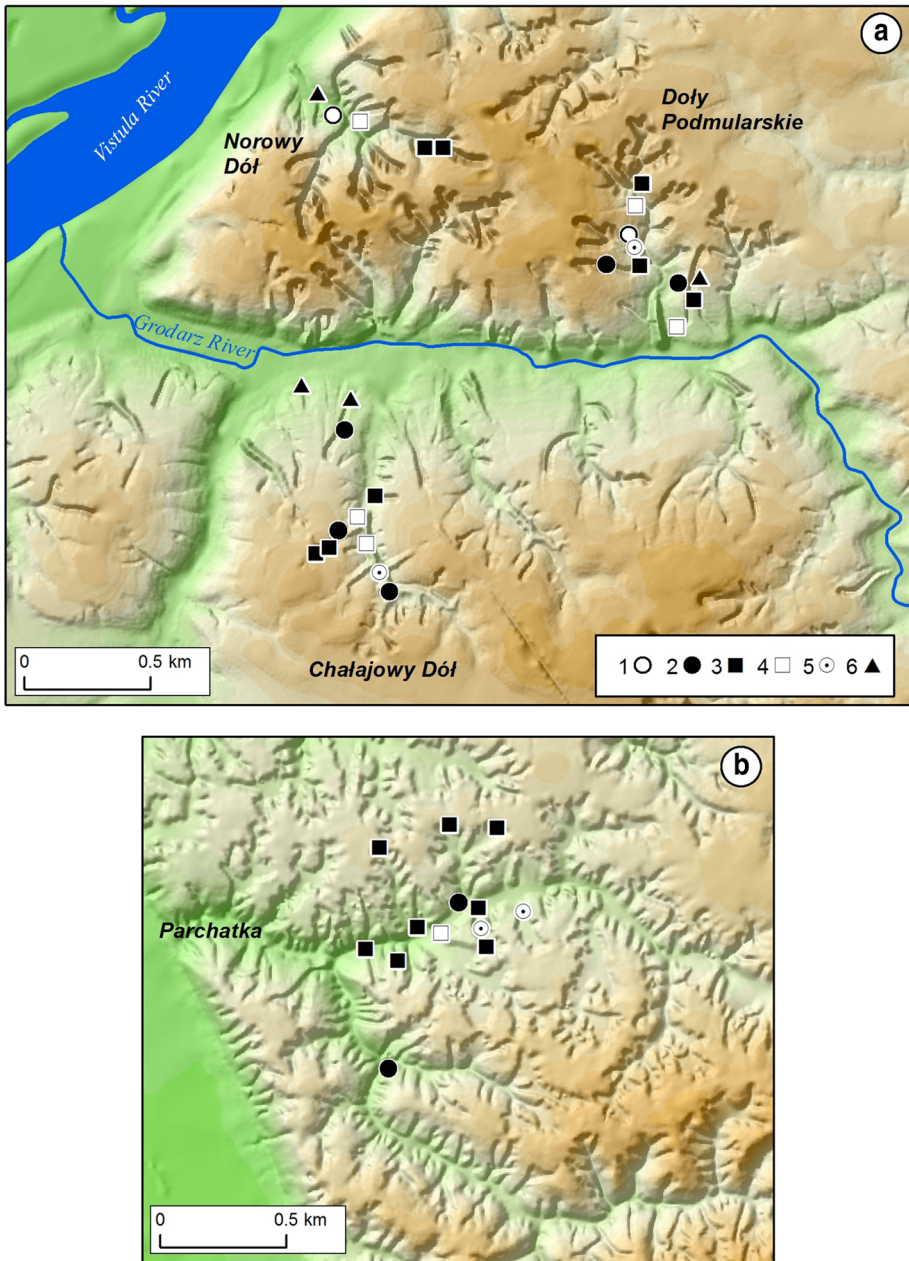 a
Vistula River
Norowy
Dół
Doły
Podmularskie
Grodarz River
Chałajowy Dół
0 0.5 km
1 2 3 4 5 6
b
Parchatka
0 0.5 km